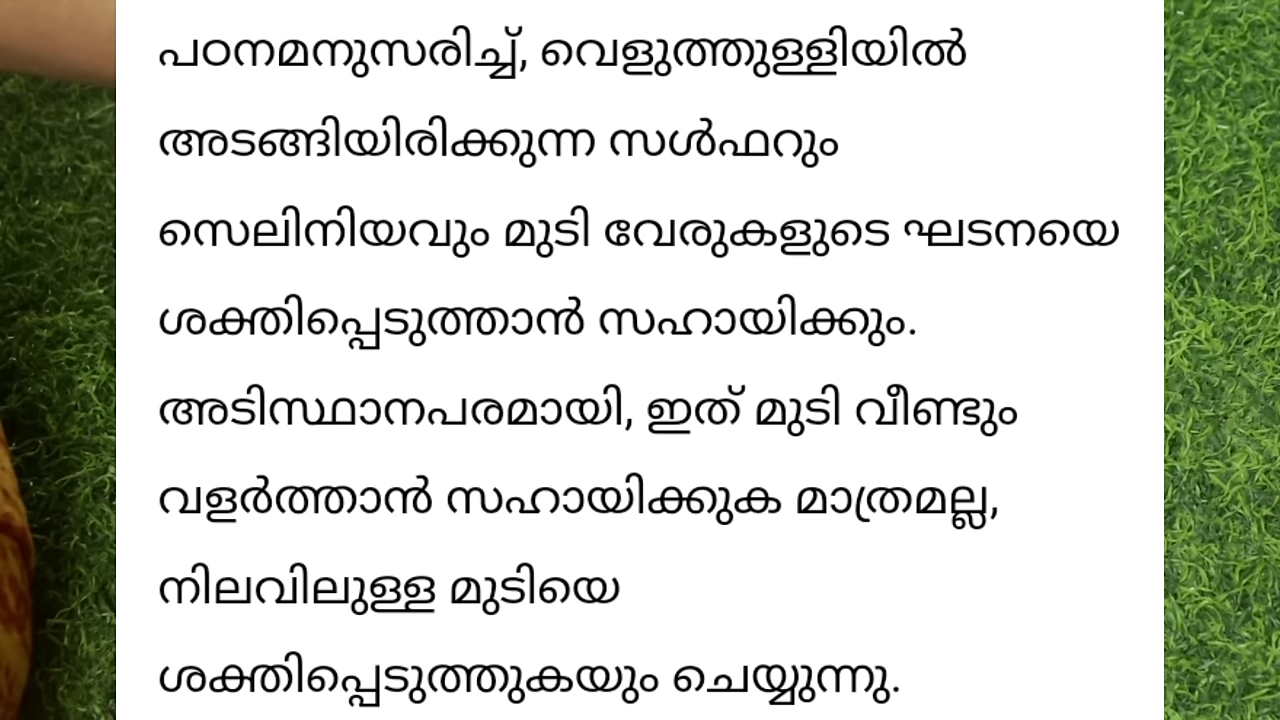 പഠനമനുസരിച്ച്, വെളുത്തുള്ളിയിൽ
അടങ്ങിയിരിക്കുന്ന സൾഫറും
സെലിനിയവും മുടി വേരുകളുടെ ഘടനയെ
ശക്തിപ്പെടുത്താൻ സഹായിക്കും.
അടിസ്ഥാനപരമായി, ഇത് മുടി വീണ്ടും
വളർത്താൻ സഹായിക്കുക മാത്രമല്ല,
നിലവിലുള്ള മുടിയെ
ശക്തിപ്പെടുത്തുകയും ചെയ്യുന്നു.